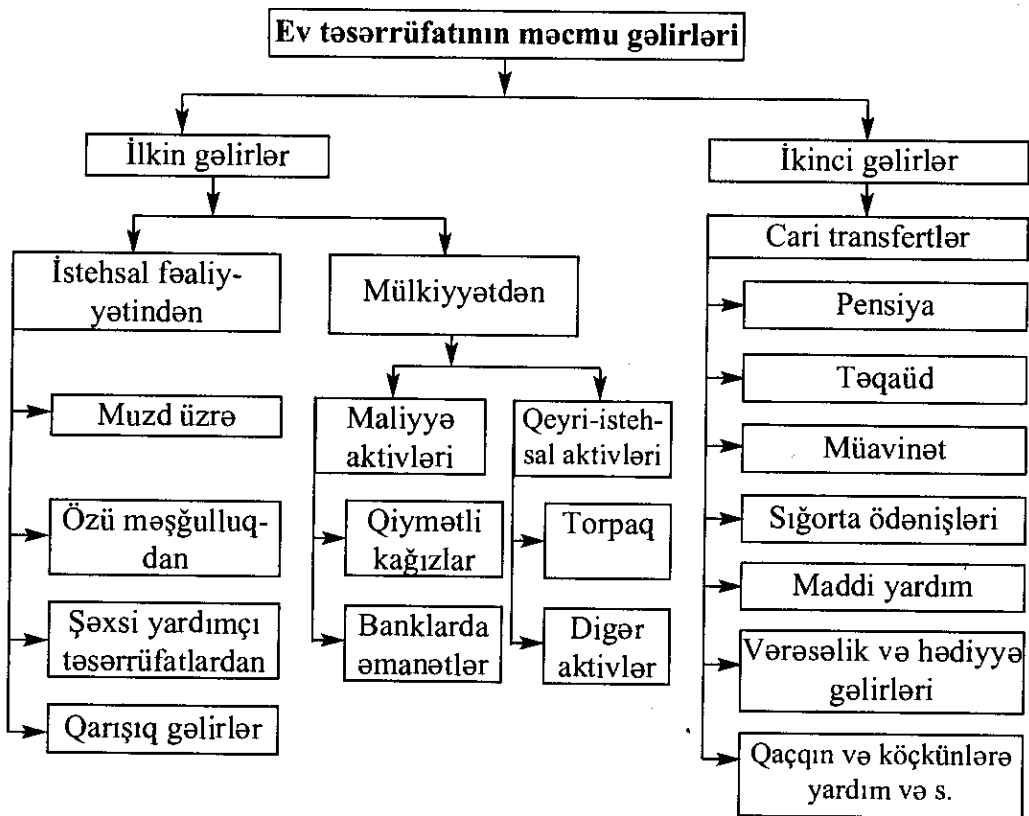 Ev təsərrüfatının məcmu gəlirləri
İlkin gəlirlər
İkinci gəlirlər
İstehsal fəaliy-
yətindən
Muzd üzrə
Özü məşğulluq-
dan
Şəxsi yardımçı
təsərrüfatlardan
Qarışıq gəlirlər
Mülkiyyətdən
Maliyyə
aktivləri
Qiymətli
kağızlar
Banklarda
əmanətlər
Qeyri-isteh-
sal aktivləri
Torpaq
Digər
aktivlər
Cari transfertlər
Pensiya
Təqaüd
Müavinət
Sığorta ödənişləri
Maddi yardım
Vərəsəlik və hədiyyə
gəlirləri
Qaçqın və köçkünlərə
yardım və s.